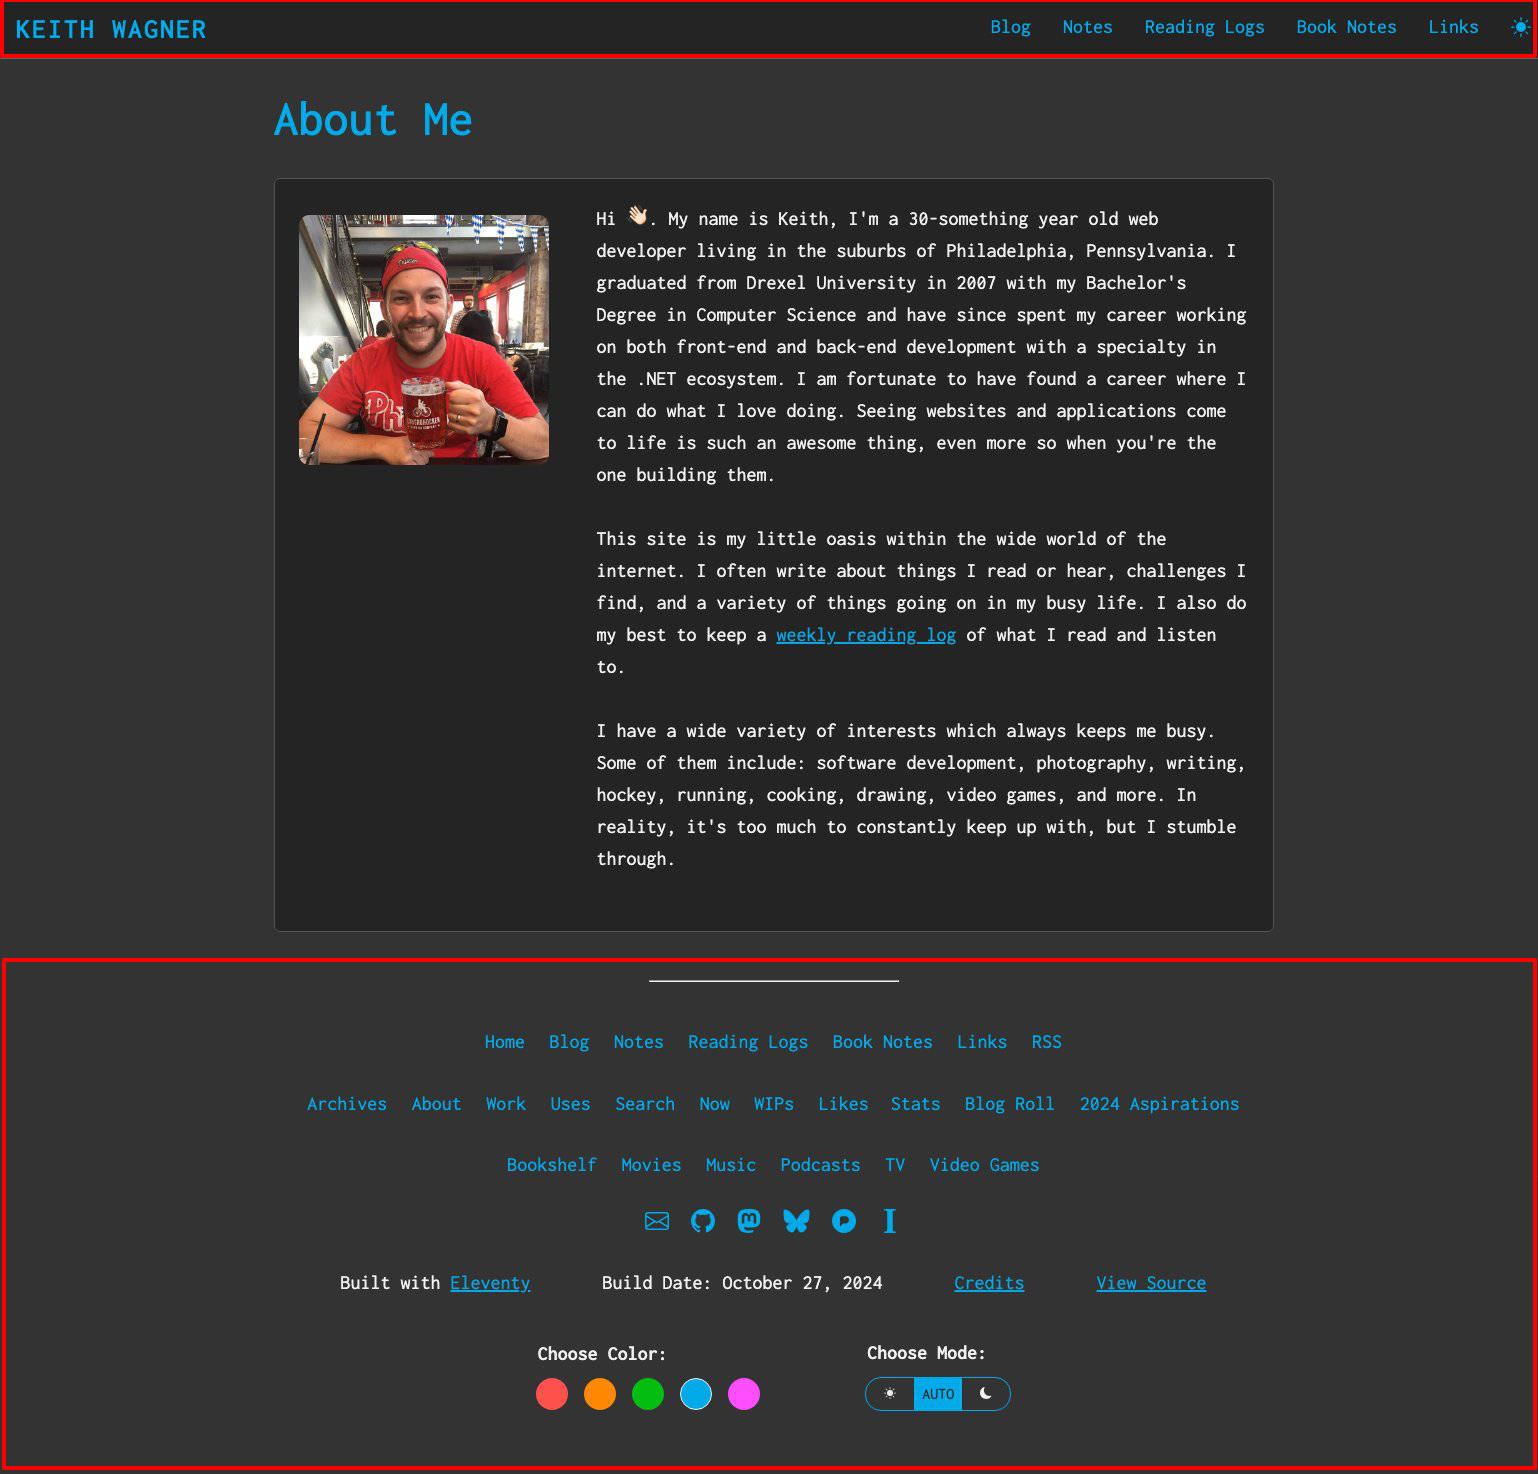 KEITH WAGNER
Blog Notes Reading Logs Book Notes Links
About Me
Hi 👋🏻. My name is Keith, I'm a 30-something year old web
developer living in the suburbs of Philadelphia, Pennsylvania. I
graduated from Drexel University in 2007 with my Bachelor's
Degree in Computer Science and have since spent my career working
on both front-end and back-end development with a specialty in
the .NET ecosystem. I am fortunate to have found a career where I
can do what I love doing. Seeing websites and applications come
to life is such an awesome thing, even more so when you're the
one building them.
This site is my little oasis within the wide world of the
internet. I often write about things I read or hear, challenges I
find, and a variety of things going on in my busy life. I also do
my best to keep a weekly reading log of what I read and listen
to.
I have a wide variety of interests which always keeps me busy.
Some of them include: software development, photography, writing,
hockey, running, cooking, drawing, video games, and more. In
reality, it's too much to constantly keep up with, but I stumble
through.
Home Blog Notes Reading Logs Book Notes Links RSS
Archives About Work Uses Search Now WIPs Likes Stats Blog Roll 2024 Aspirations
Bookshelf Movies Music Podcasts TV Video Games
Built with Eleventy Build Date: October 27, 2024 Credits View Source
Choose Color: Choose Mode:
AUTO